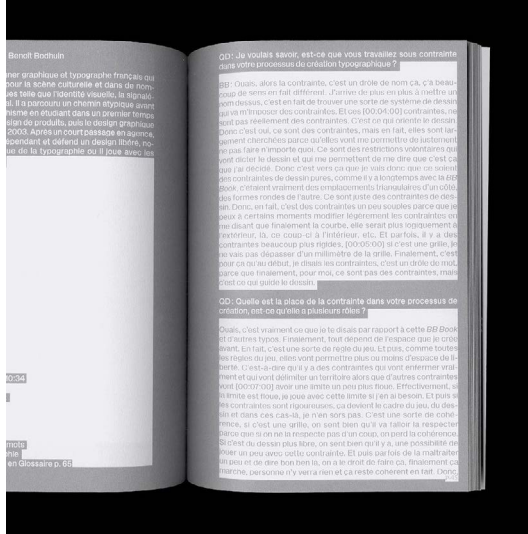 Benoît Bodhuin
ner graphique et typographe français qui
pour la scène culturelle et dans de nom-
ues telle que l'identité visuelle, la signalé-
al. Il a parcouru un chemin atypique avant
hisme en étudiant dans un premier temps
sign de produits, puis le design graphique
2003. Après un court passage en agence,
épendant et défend un design libéré, no-
ue de la typographie ou il joue avec les
10:34
mots
hie
en Glossaire p. 65
QD : Je voulais savoir, est-ce que vous travaillez sous contrainte
dans votre processus de création typographique ?
BB : Ouais, alors la contrainte, c'est un drôle de nom ça, ç'a beau-
coup de sens en fait différent. J'arrive de plus en plus à mettre un
nom dessus, c'est en fait de trouver une sorte de système de dessin
qui va m'imposer des contraintes. Et ces [00:04:00] contraintes, ne
sont pas réellement des contraintes. C'est ce qui oriente le dessin.
Donc c'est oui, ce sont des contraintes, mais en fait, elles sont lar-
gement cherchées parce qu'elles vont me permettre de justement
ne pas faire n'importe quoi. Ce sont des restrictions volontaires qui
vont dicter le dessin et qui me permettent de me dire que c'est ça
que j'ai décidé. Donc c'est vers ça que je vais donc que ce soient
des contraintes de dessin pures, comme il y a longtemps avec la BB
Book, c'étaient vraiment des emplacements triangulaires d'un côté,
des formes rondes de l'autre. Ce sont juste des contraintes de des-
sin. Donc, en fait, c'est des contraintes un peu souples parce que je
peux à certains moments modifier légèrement les contraintes en
me disant que finalement la courbe, elle serait plus logiquement à
l'extérieur, là, ce coup-ci à l'intérieur, etc. Et parfois, il y a des
contraintes beaucoup plus rigides, [00:05:00] si c'est une grille, je
ne vais pas dépasser d'un millimètre de la grille. Finalement, c'est
pour ça qu'au début, je disais les contraintes, c'est un drôle de mot,
parce que finalement, pour moi, ce sont pas des contraintes, mais
c'est ce qui guide le dessin.
QD : Quelle est la place de la contrainte dans votre processus de
création, est-ce qu'elle a plusieurs rôles ?
Ouais, c'est vraiment ce que je te disais par rapport à cette BB Book
et d'autres typos. Finalement, tout dépend de l'espace que je crée
avant. En fait, c'est une sorte de règle du jeu. Et puis, comme toutes
les règles du jeu, elles vont permettre plus ou moins d'espace de li-
berté. C'est-à-dire qu'il y a des contraintes qui vont enfermer vrai-
ment et qui vont délimiter un territoire alors que d'autres contraintes
vont [00:07:00] avoir une limite un peu plus floue. Effectivement, si
la limite est floue, je joue avec cette limite si j'en ai besoin. Et puis si
les contraintes sont rigoureuses, ça devient le cadre du jeu, du des-
sin et dans ces cas-là, je n'en sors pas. C'est une sorte de cohé-
rence, si c'est une grille, on sent bien qu'il va falloir la respecter
parce que si on ne la respecte pas d'un coup, on perd la cohérence.
Si c'est du dessin plus libre, on sent bien qu'il y a, une possibilité de
jouer un peu avec cette contrainte. Et puis parfois de la maltraiter
un peu et de dire bon ben là, on a le droit de faire ça, finalement ça
marche, personne n'y verra rien et ça reste cohérent en fait. Donc,